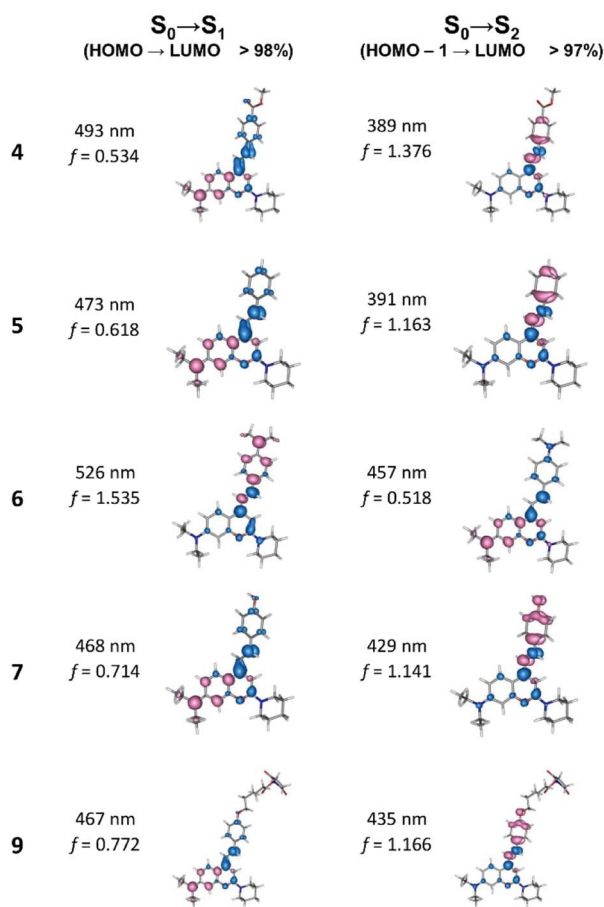 S₀→S₁
(HOMO → LUMO > 98%)
S₀→S₂
(HOMO – 1 → LUMO > 97%)
4
493 nm
f = 0.534
389 nm
f = 1.376
5
473 nm
f = 0.618
391 nm
f = 1.163
6
526 nm
f = 1.535
457 nm
f = 0.518
7
468 nm
f = 0.714
429 nm
f = 1.141
9
467 nm
f = 0.772
435 nm
f = 1.166